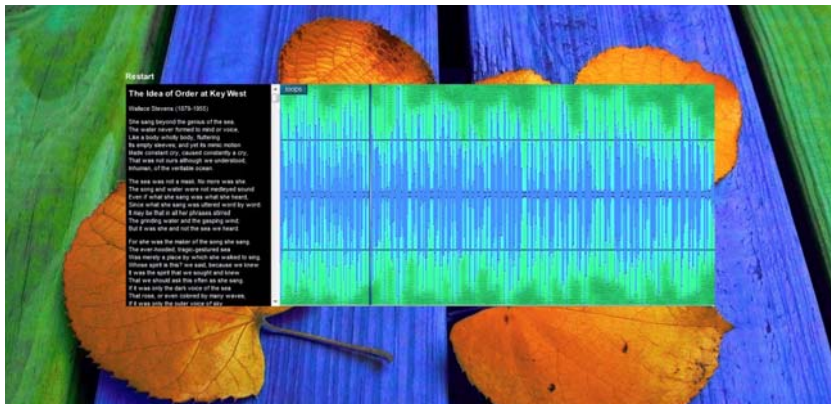 Restart
The Idea of Order at Key West
Wallace Stevens (1879-1955)
She sang beyond the genius of the sea.
The water never formed to mind or voice,
Like a body wholly body, fluttering
Its empty sleeves; and yet its mimic motion
Made constant cry, caused constantly a cry,
That was not ours although we understood,
Inhuman, of the veritable ocean.
The sea was not a mask. No more was she.
The song and water were not medleyed sound
Even if what she sang was what she heard,
Since what she sang was uttered word by word.
It may be that in all her phrases stirred
The grinding water and the gasping wind;
But it was she and not the sea we heard.
For she was the maker of the song she sang.
The ever-hooded, tragic-gestured sea
Was merely a place by which she walked to sing.
Whose spirit is this? we said, because we knew
It was the spirit that we sought and knew
That we should ask this often as she sang.
If it was only the dark voice of the sea
That rose, or even colored by many waves;
If it was only the outer voice of sky